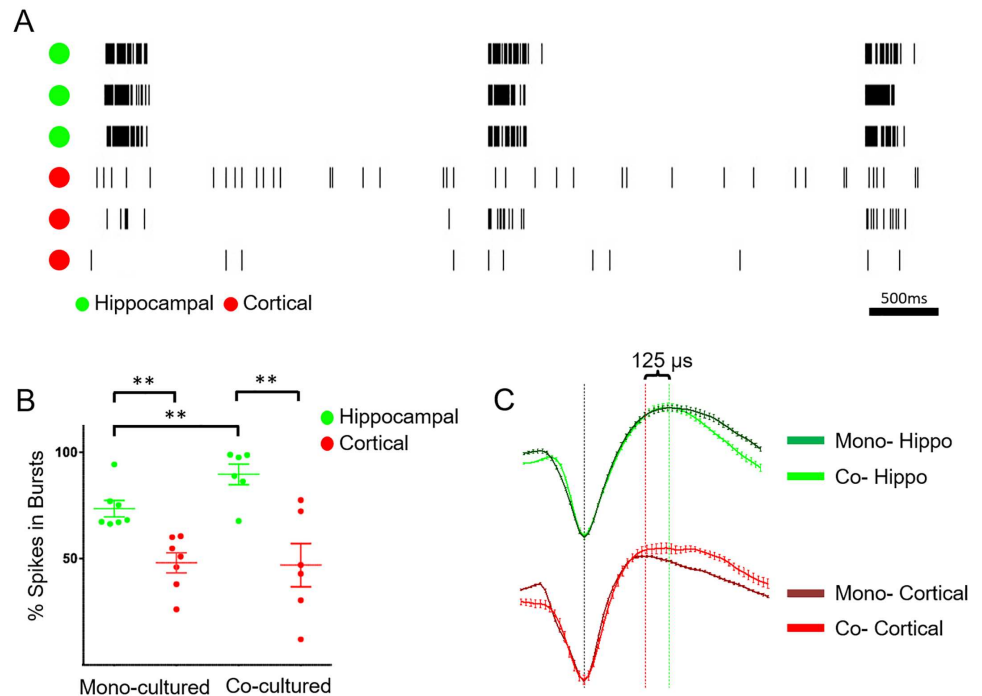 A
Hippocampal Cortical
500ms
B
**
**
**
Hippocampal
Cortical
% Spikes in Bursts
100
50
Mono-cultured Co-cultured
C
125 µs
Mono- Hippo
Co- Hippo
Mono- Cortical
Co- Cortical